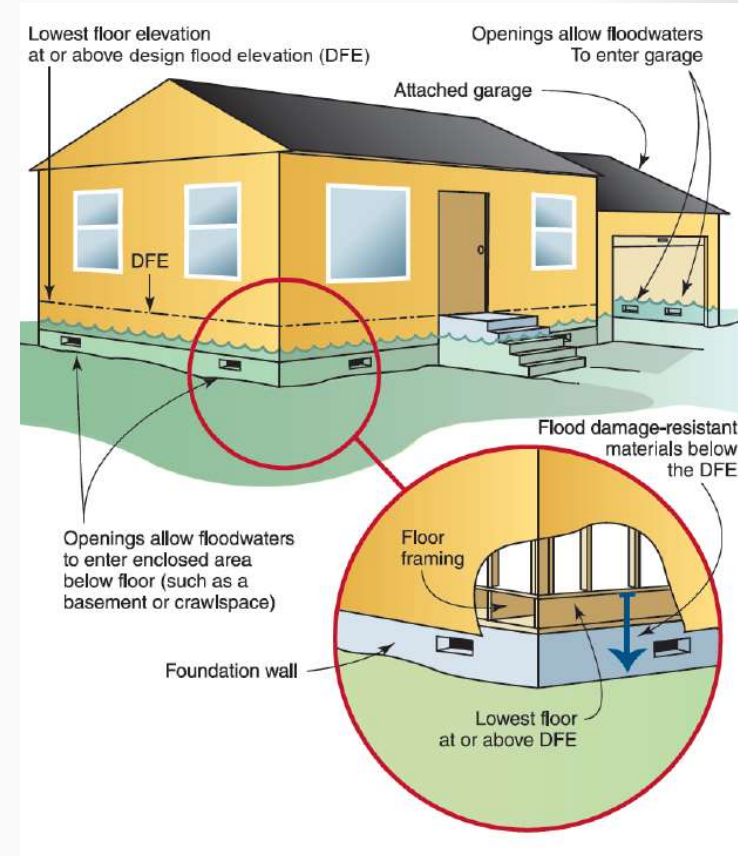 Lowest floor elevation
at or above design flood elevation (DFE)
Openings allow floodwaters
To enter garage
Attached garage
DFE
Flood damage-resistant
materials below
the DFE
Openings allow floodwaters
to enter enclosed area
below floor (such as a
basement or crawlspace)
Floor
framing
Foundation wall
Lowest floor
at or above DFE